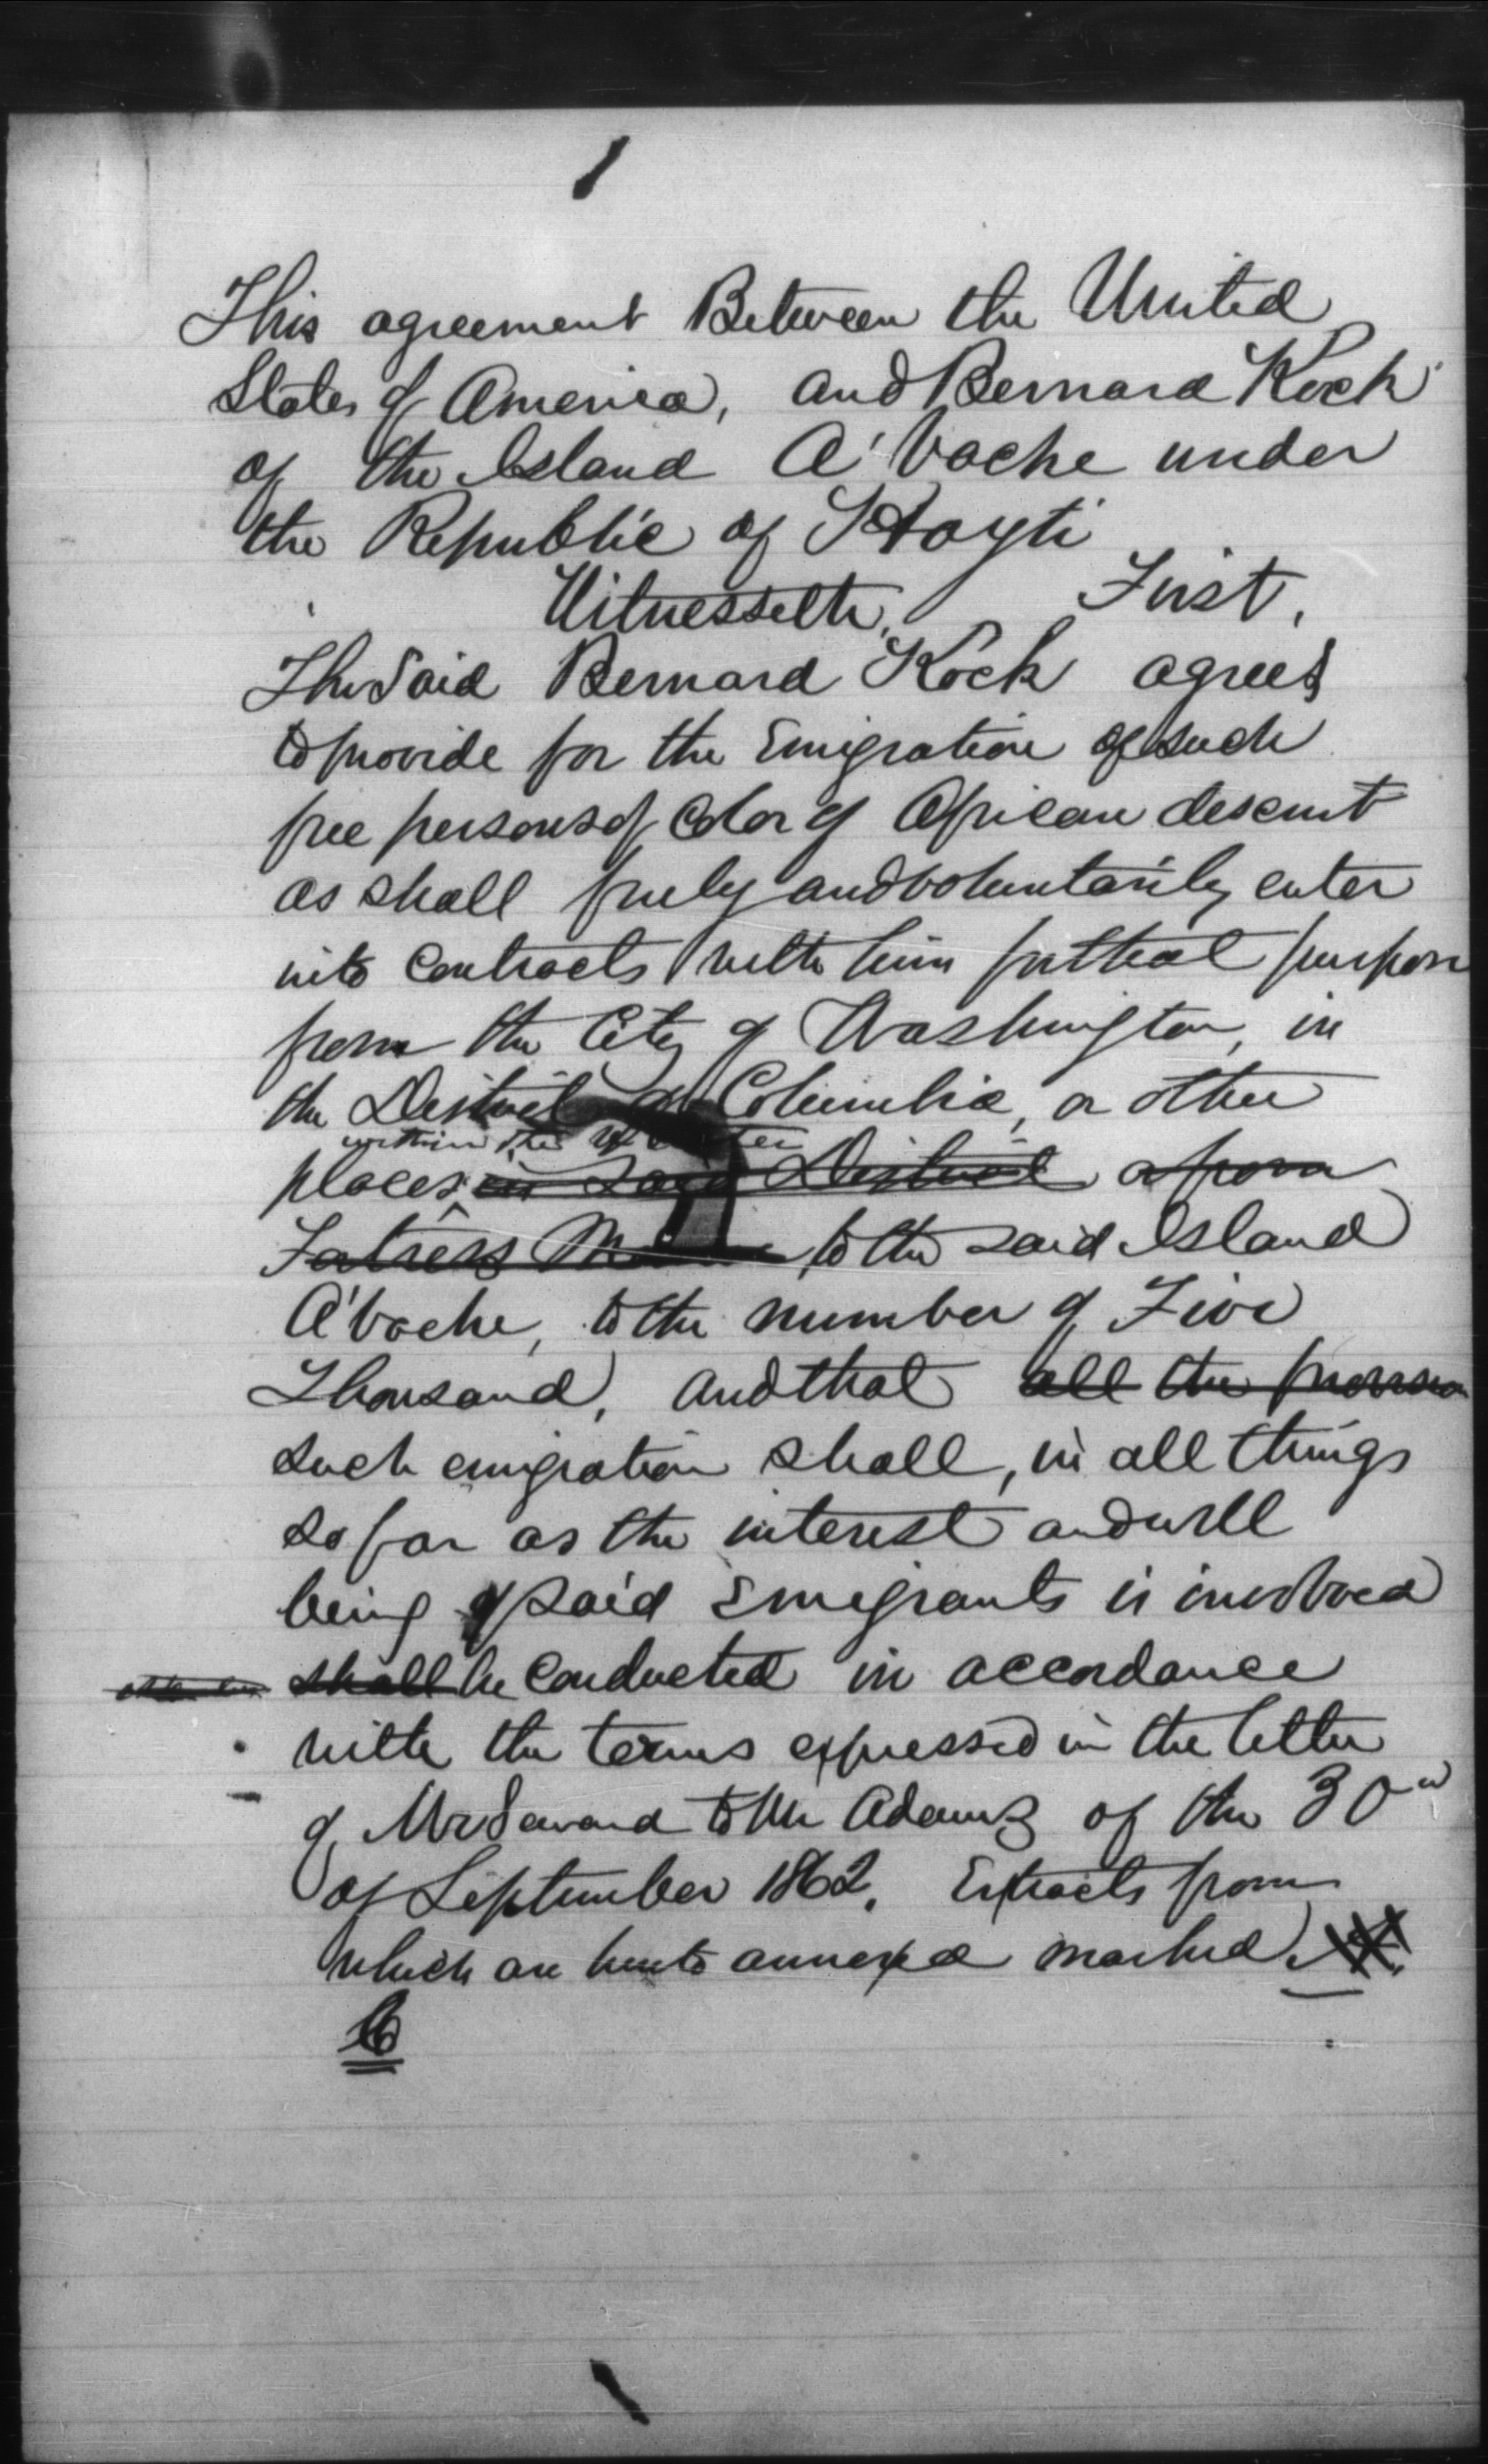 1
This agreement Between the United
States of America, and Bernard Kock
of the Island A'Vache under
the Republic of Hayti
Witnesseth, First,
The Said Bernard Kock agrees
to provide for the Emigration of such
free persons of Color of African descent
as shall freely and voluntarily enter
into Contracts with him for that purpose
from the City of Washington, in
the District of Columbia, or other
within the
places in Said District or from
Fortress Monroe to the said Island
A'Vache, to the number of Five
Thousand, and that all the provision
such emigration shall, in all things
so far as the interest and well
being of said Emigrants is involved
shall be Conducted in accordance
with the terms expressed in the letter
of Mr Seward to Mr Adams of the 30th
of September 1862. Extracts from
which are hereto annexed marked A.
C